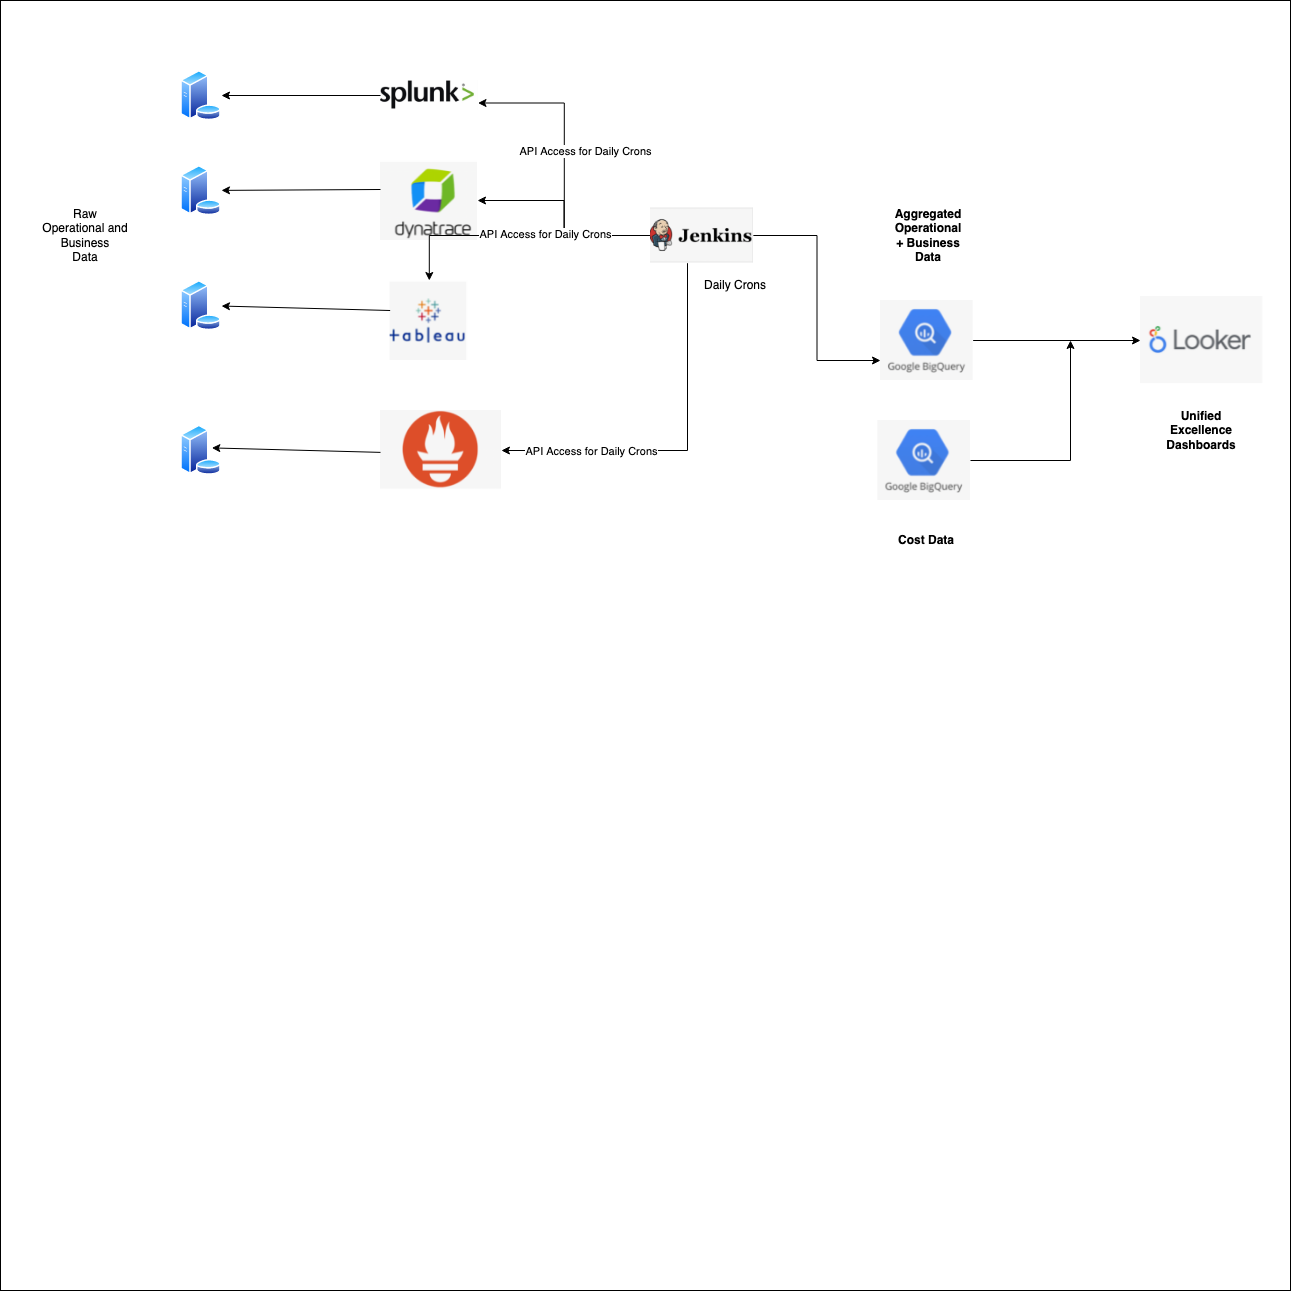 splunk>
API Access for Daily Crons
dynatrace
Raw
Operational and
Business
Data
API Access for Daily Crons
Jenkins
Daily Crons
Aggregated
Operational
+ Business
Data
tableau
Google BigQuery
Looker
Unified
Excellence
Dashboards
API Access for Daily Crons
Google BigQuery
Cost Data